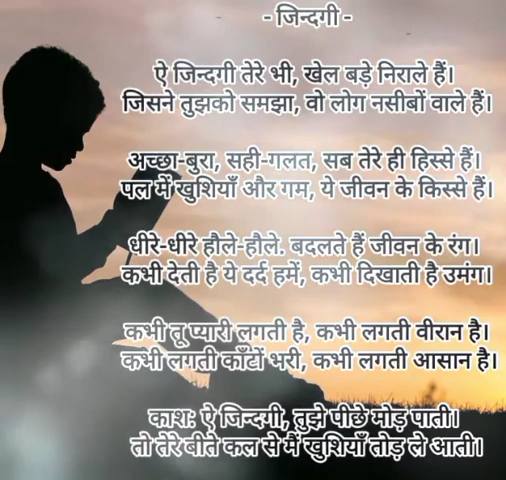 - जिन्दगी -
ऐ जिन्दगी तेरे भी, खेल बड़े निराले हैं।
जिसने तुझको समझा, वो लोग नसीबों वाले हैं।
अच्छा-बुरा, सही-गलत, सब तेरे ही हिस्से हैं।
पल में खुशियाँ और गम, ये जीवन के किस्से हैं।
धीरे-धीरे हौले-हौले. बदलते हैं जीवन के रंग।
कभी देती है ये दर्द हमें, कभी दिखाती है उमंग।
कभी तू प्यारी लगती है, कभी लगती वीरान है।
कभी लगती काँटों भरी, कभी लगती आसान है।
काशः ऐ जिन्दगी, तुझे पीछे मोड़ पाती।
तो तेरे बीते कल से मैं खुशियाँ तोड़ ले आती।